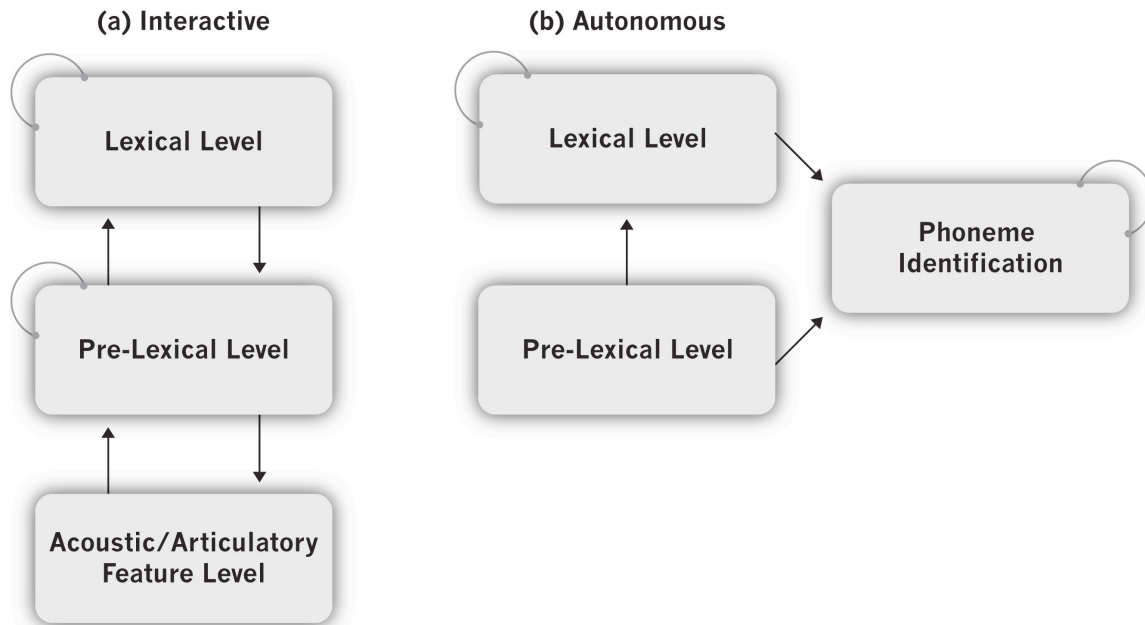 (a) Interactive
Lexical Level
Pre-Lexical Level
Acoustic/Articulatory
Feature Level
(b) Autonomous
Lexical Level
Pre-Lexical Level
Phoneme
Identification